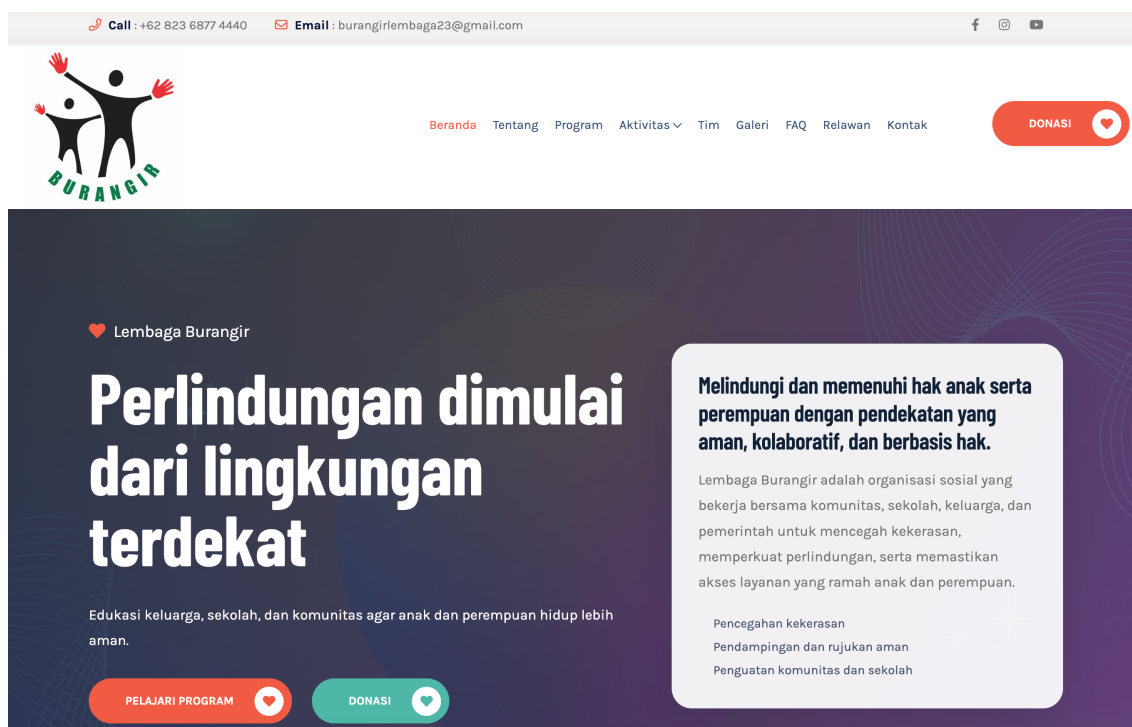 Call : +62 823 6877 4440
Email : burangirlembaga23@gmail.com
BURANGIR
Beranda Tentang Program Aktivitas Tim Galeri FAQ Relawan Kontak
DONASI
Lembaga Burangir
Perlindungan dimulai
dari lingkungan
terdekat
Edukasi keluarga, sekolah, dan komunitas agar anak dan perempuan hidup lebih
aman.
PELAJARI PROGRAM
DONASI
Melindungi dan memenuhi hak anak serta
perempuan dengan pendekatan yang
aman, kolaboratif, dan berbasis hak.
Lembaga Burangir adalah organisasi sosial yang
bekerja bersama komunitas, sekolah, keluarga, dan
pemerintah untuk mencegah kekerasan,
memperkuat perlindungan, serta memastikan
akses layanan yang ramah anak dan perempuan.
Pencegahan kekerasan
Pendampingan dan rujukan aman
Penguatan komunitas dan sekolah